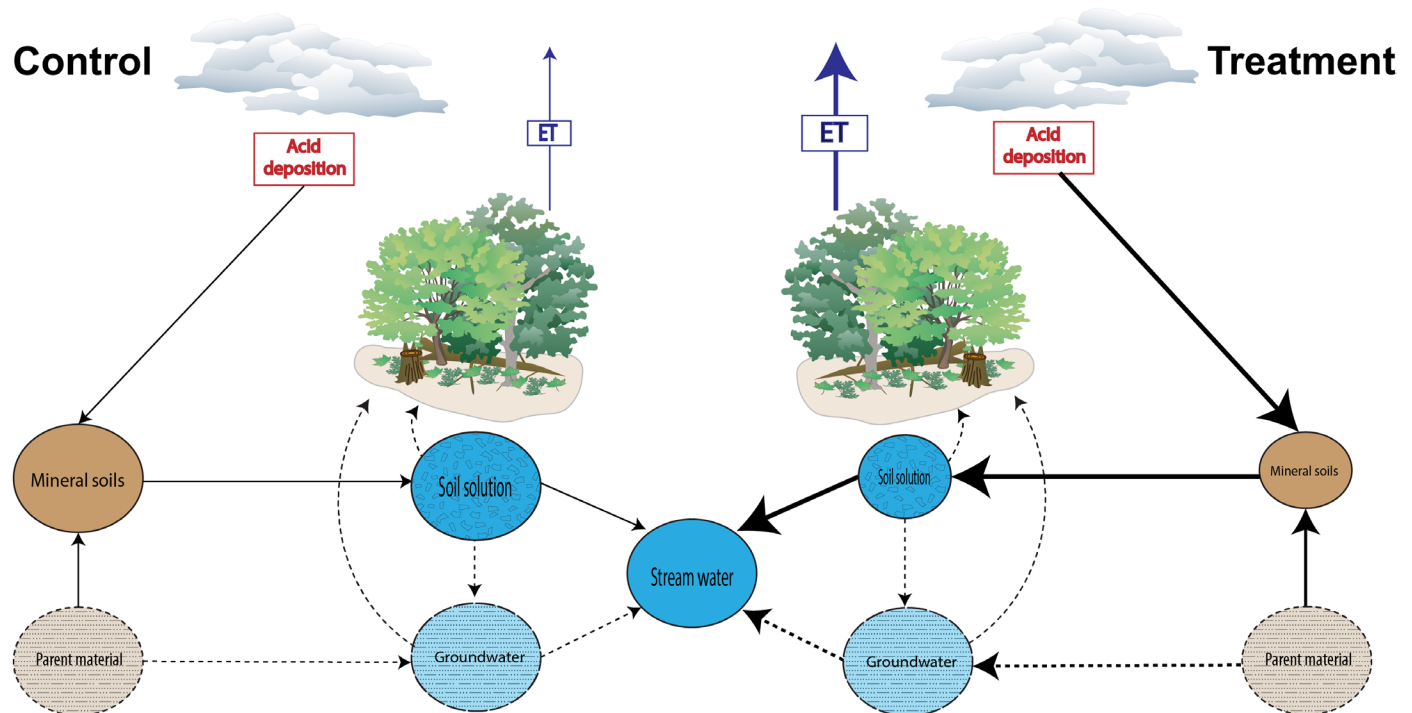 Control
Treatment
ET
ET
Acid
deposition
Acid
deposition
Mineral soils
Soil solution
Soil solution
Mineral soils
Stream water
Parent material
Groundwater
Groundwater
Parent material